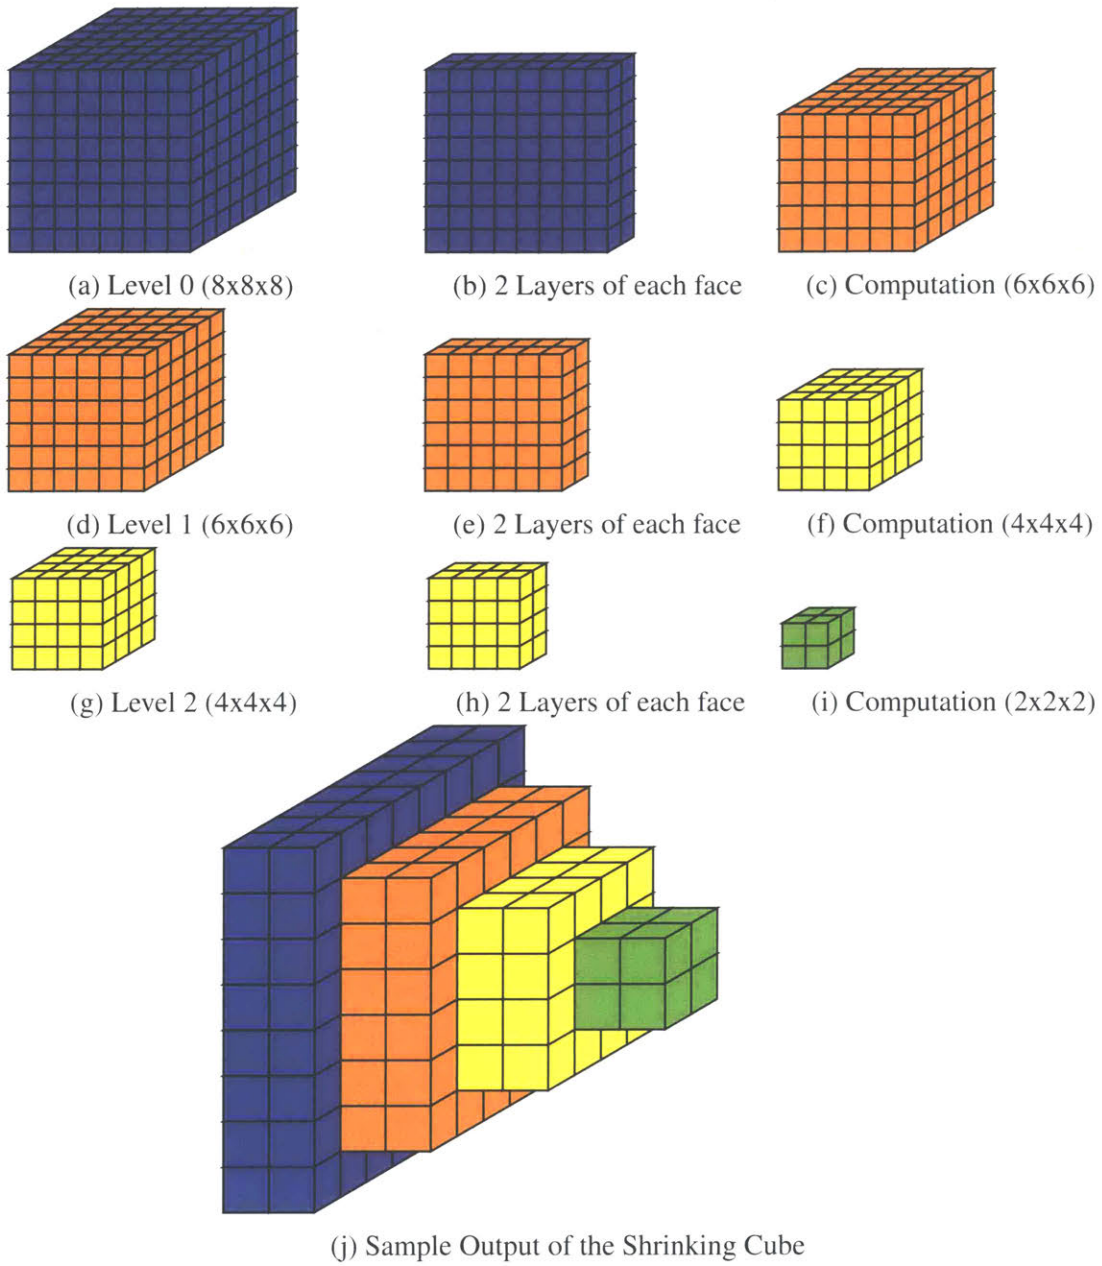 (a) Level 0 (8x8x8)
(b) 2 Layers of each face
(c) Computation (6x6x6)
(d) Level 1 (6x6x6)
(e) 2 Layers of each face
(f) Computation (4x4x4)
(g) Level 2 (4x4x4)
(h) 2 Layers of each face
(i) Computation (2x2x2)
(j) Sample Output of the Shrinking Cube